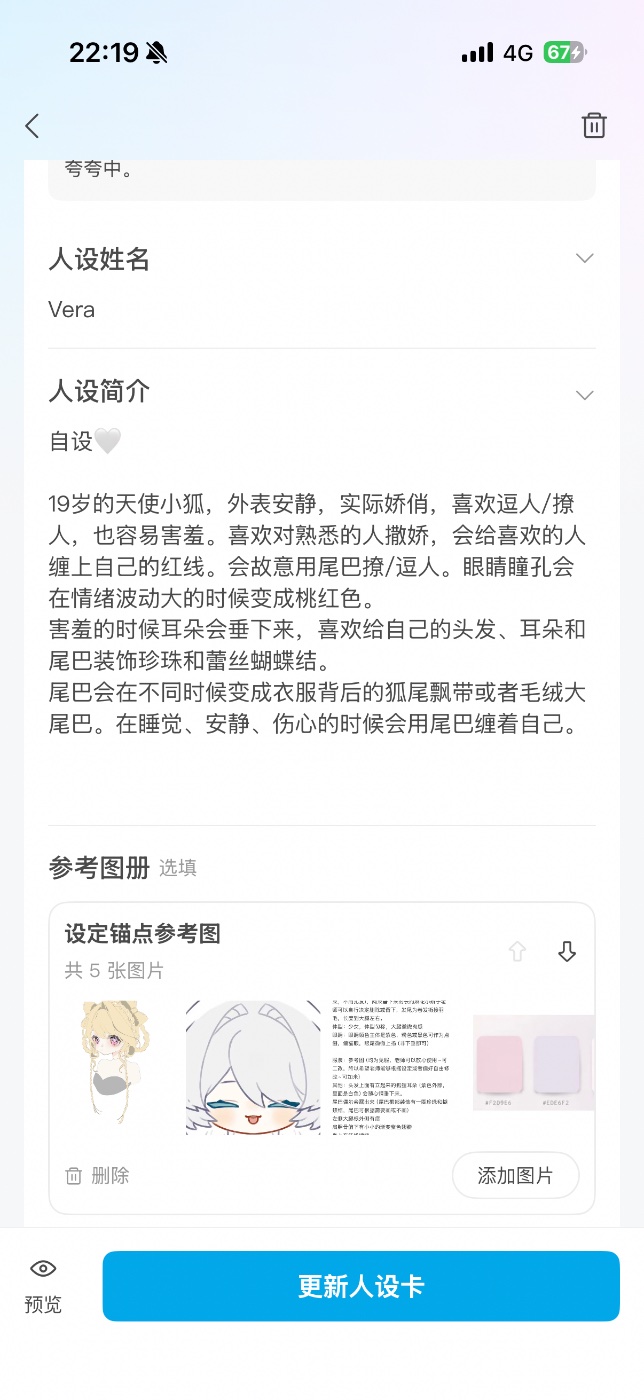 22:19
4G
67
夸夸中。
人设姓名
Vera
人设简介
自设🤍
19岁的天使小狐，外表安静，实际娇俏，喜欢逗人/撩
人，也容易害羞。喜欢对熟悉的人撒娇，会给喜欢的人
缠上自己的红线。会故意用尾巴撩/逗人。眼睛瞳孔会
在情绪波动大的时候变成桃红色。
害羞的时候耳朵会垂下来，喜欢给自己的头发、耳朵和
尾巴装饰珍珠和蕾丝蝴蝶结。
尾巴会在不同时候变成衣服背后的狐尾飘带或者毛绒大
尾巴。在睡觉、安静、伤心的时候会用尾巴缠着自己。
参考图册 选填
设定锚点参考图
共 5 张图片
删除
添加图片
预览
更新人设卡